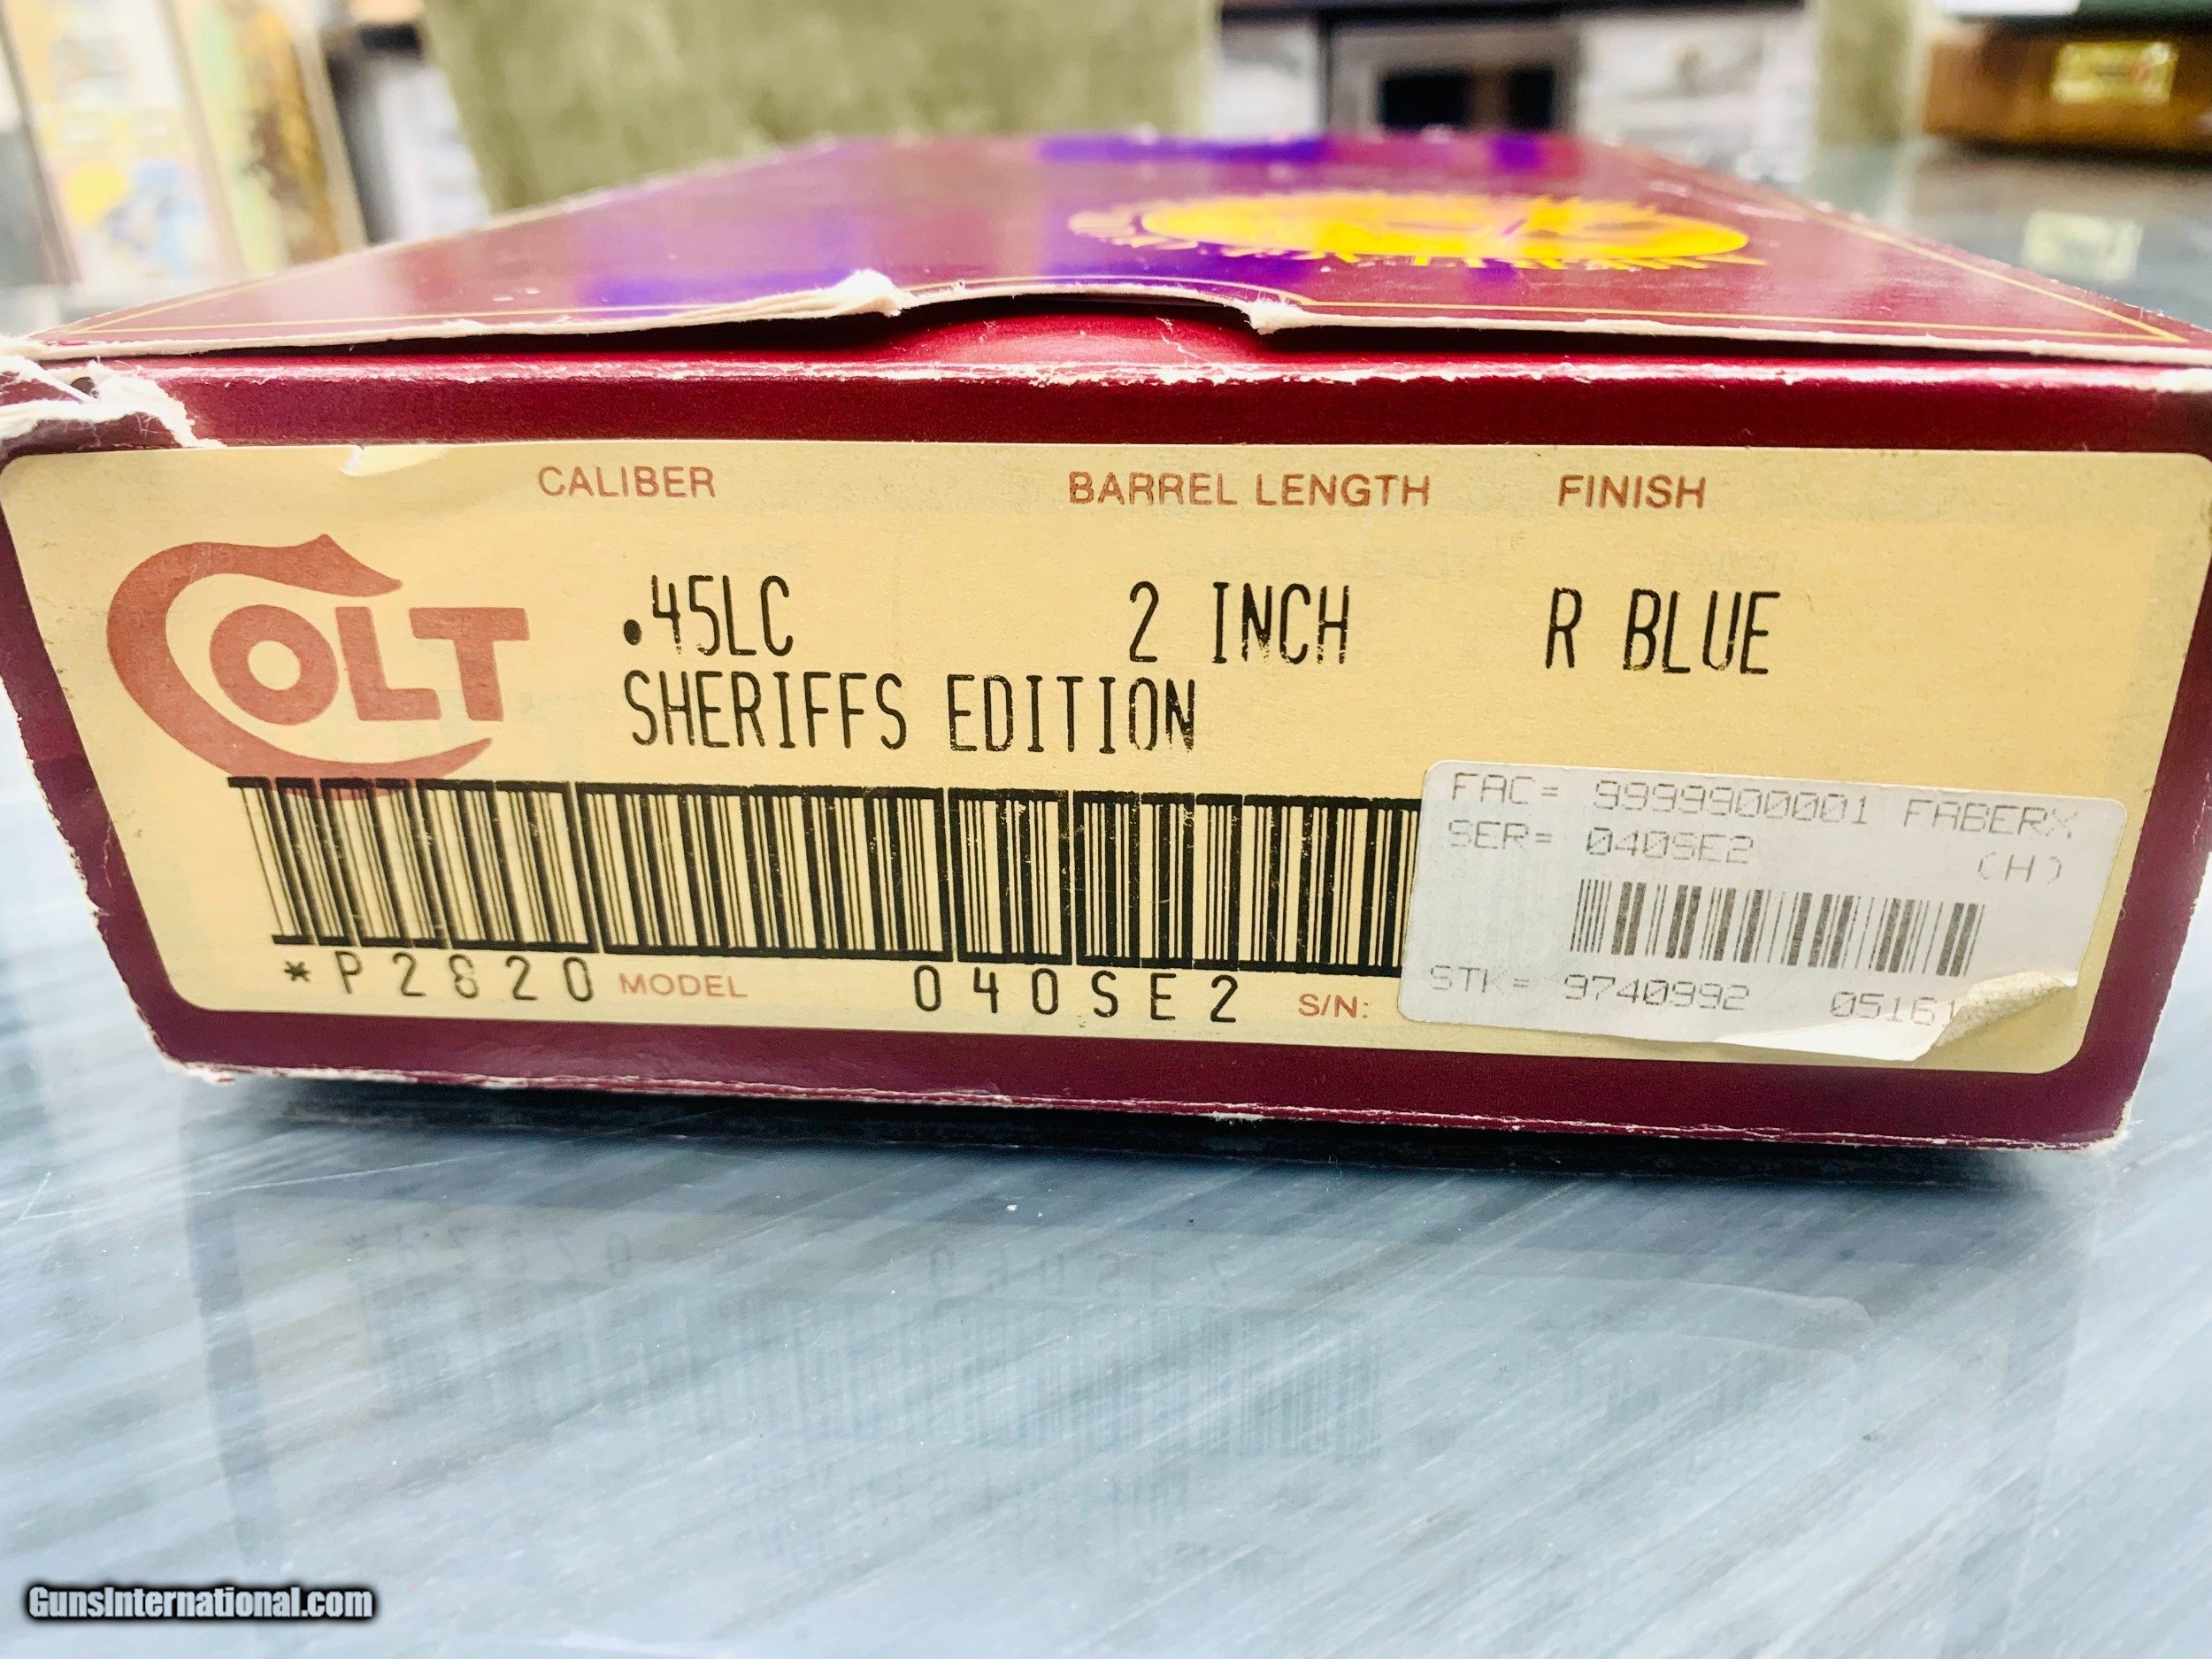 CALIBER BARREL LENGTH FINISH
COLT
.45LC 2 INCH R BLUE
SHERIFFS EDITION
*P2820 MODEL 040SE2 S/N:
FAC= 9999900001 FABERX
SER= 040SE2 (H)
STK= 9740992 05161
GunsInternational.com